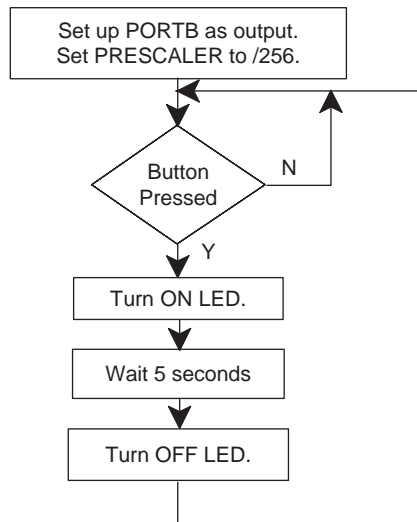 Set up PORTB as output.
Set PRESCALER to /256.
Button
Pressed
N
Y
Turn ON LED.
Wait 5 seconds
Turn OFF LED.